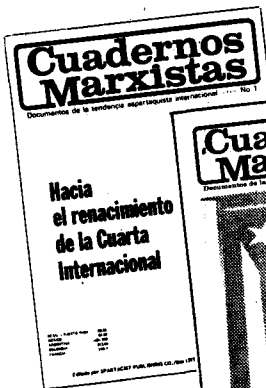 Cuadernos
Marxistas
Documentos de la tendencia espartaquista internacional No 1
Hacia
el renacimiento
de la Cuarta
Internacional
Editado por SPARTACIST PUBLISHING CO.
Cua
Ma
Documentos de la